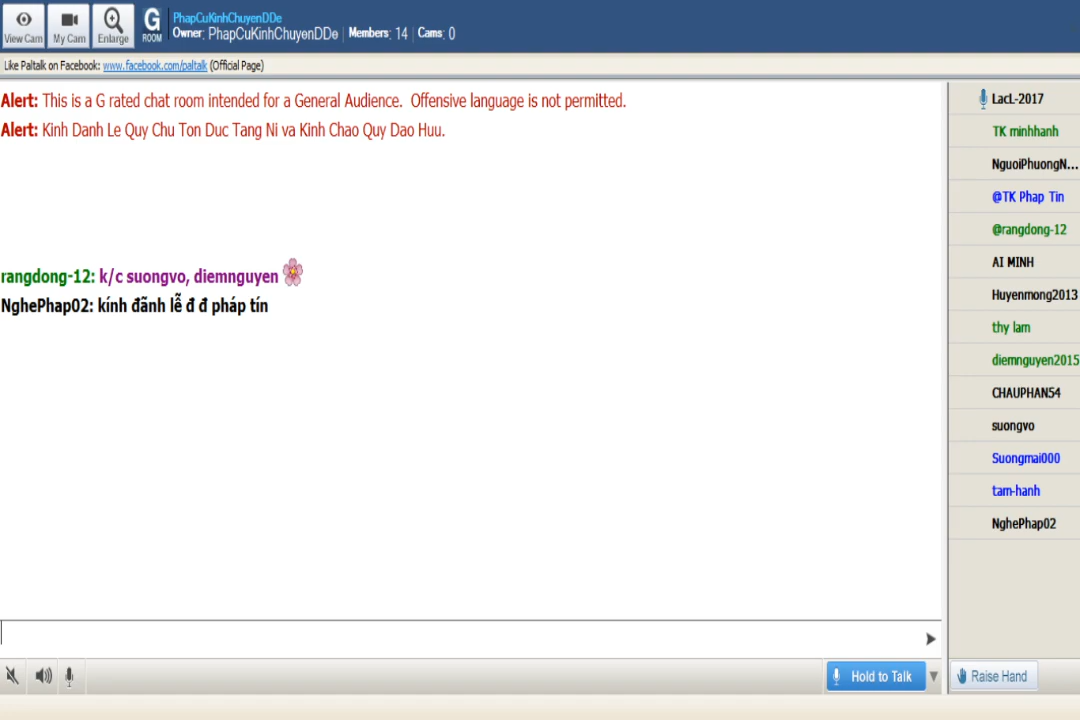 View Cam
My Cam
Enlarge
G
ROOM
PhapCuKinhChuyenDDe
Owner: PhapCuKinhChuyenDDe | Members: 14 | Cams: 0
Like Paltalk on Facebook: www.facebook.com/paltalk (Official Page)
Alert: This is a G rated chat room intended for a General Audience. Offensive language is not permitted.
Alert: Kinh Danh Le Quy Chu Ton Duc Tang Ni va Kinh Chao Quy Dao Huu.
rangdong-12: k/c suongvo, diemnguyen
NghePhap02: kính đãnh lễ đ đ pháp tín
LacL-2017
TK minhhanh
NguoiPhuongN...
@TK Phap Tin
@rangdong-12
AI MINH
Huyenmong2013
thy lam
diemnguyen2015
CHAUPHAN54
suongvo
Suongmai000
tam-hanh
NghePhap02
Hold to Talk
Raise Hand